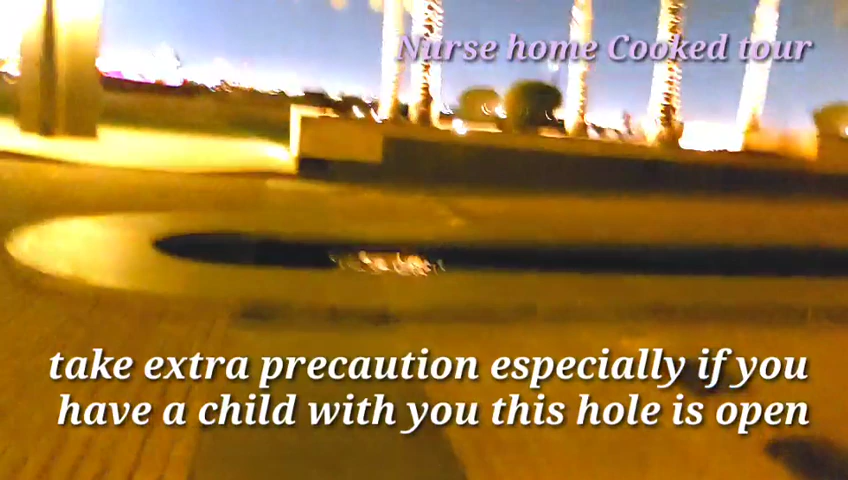 Nurse home Cooked tour
take extra precaution especially if you
have a child with you this hole is open